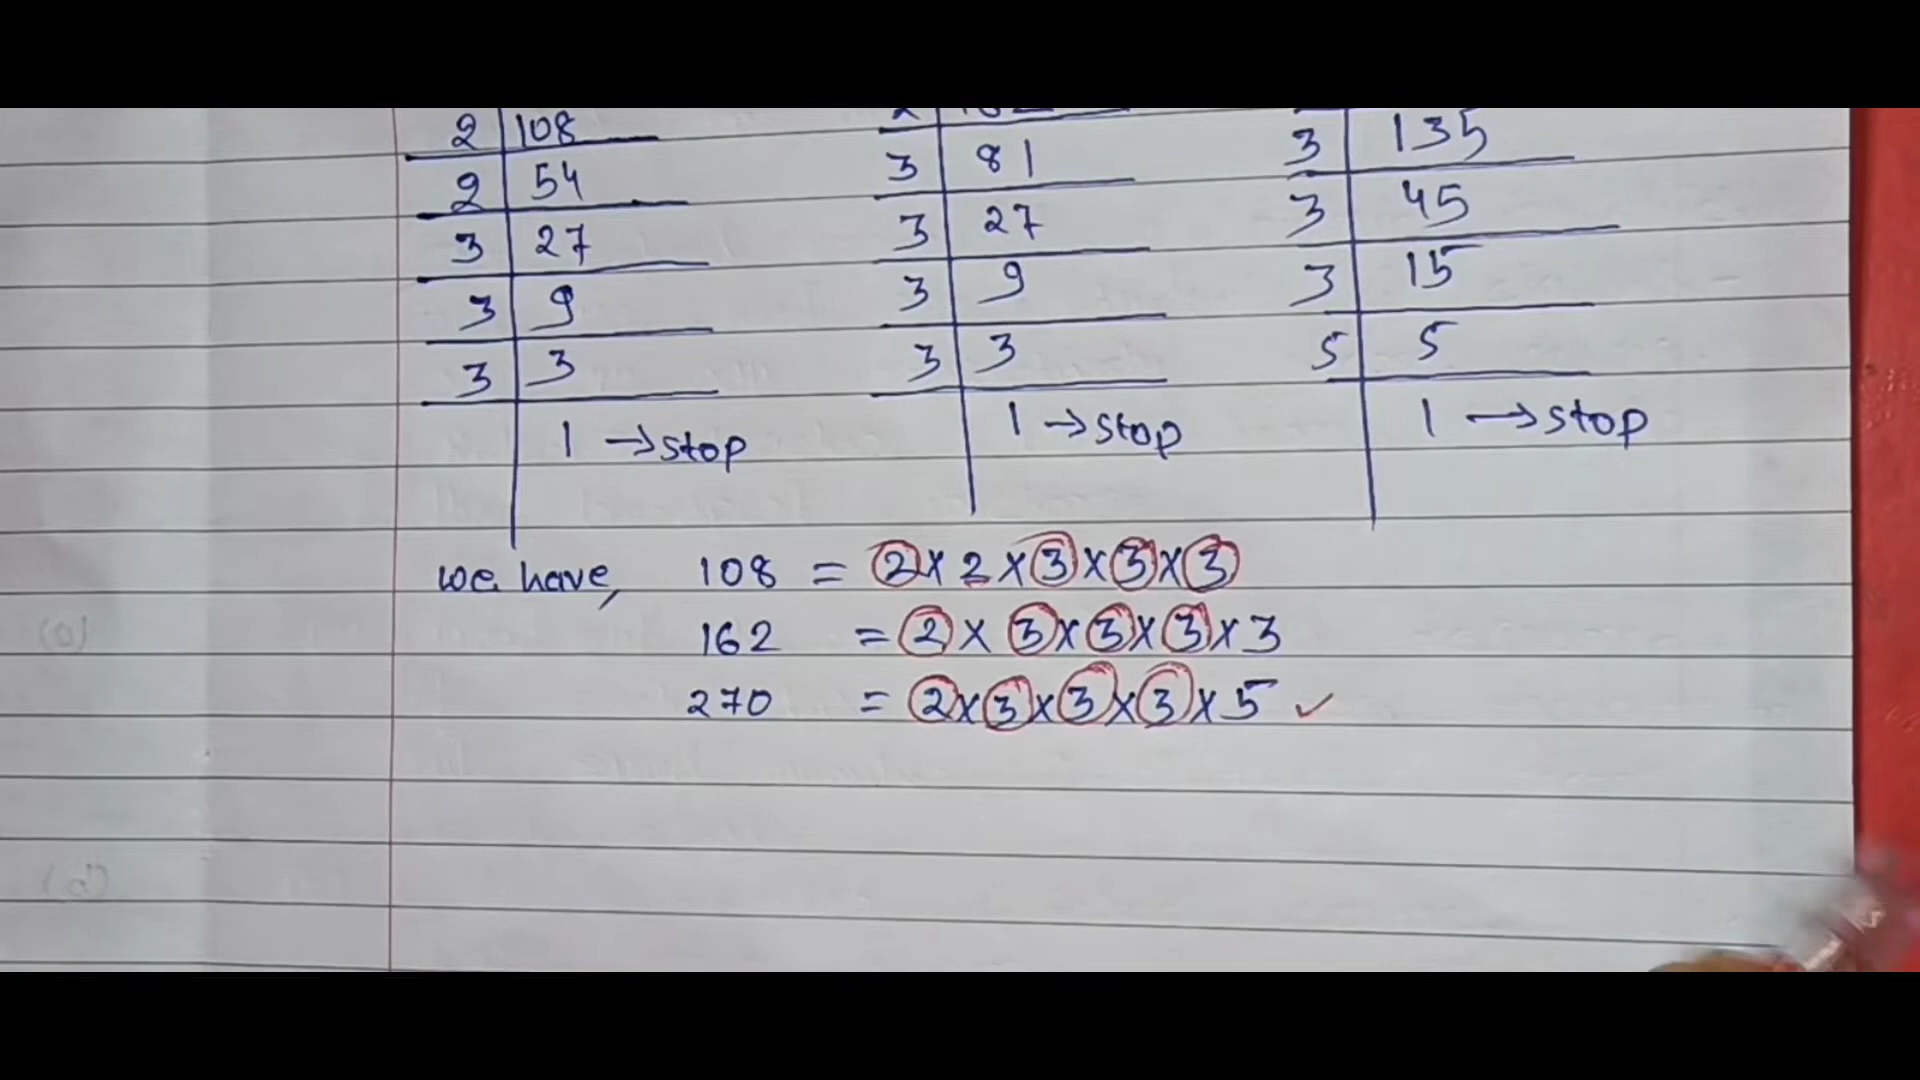 2 108
2 54
3 27
3 9
3 3
1 →stop
3 81
3 27
3 9
3 3
1 →stop
3 135
3 45
3 15
5 5
1 →stop
we have, 108 = 2 x 2 x 3 x 3 x 3
162 = 2 x 3 x 3 x 3 x 3
270 = 2 x 3 x 3 x 3 x 5 ✓